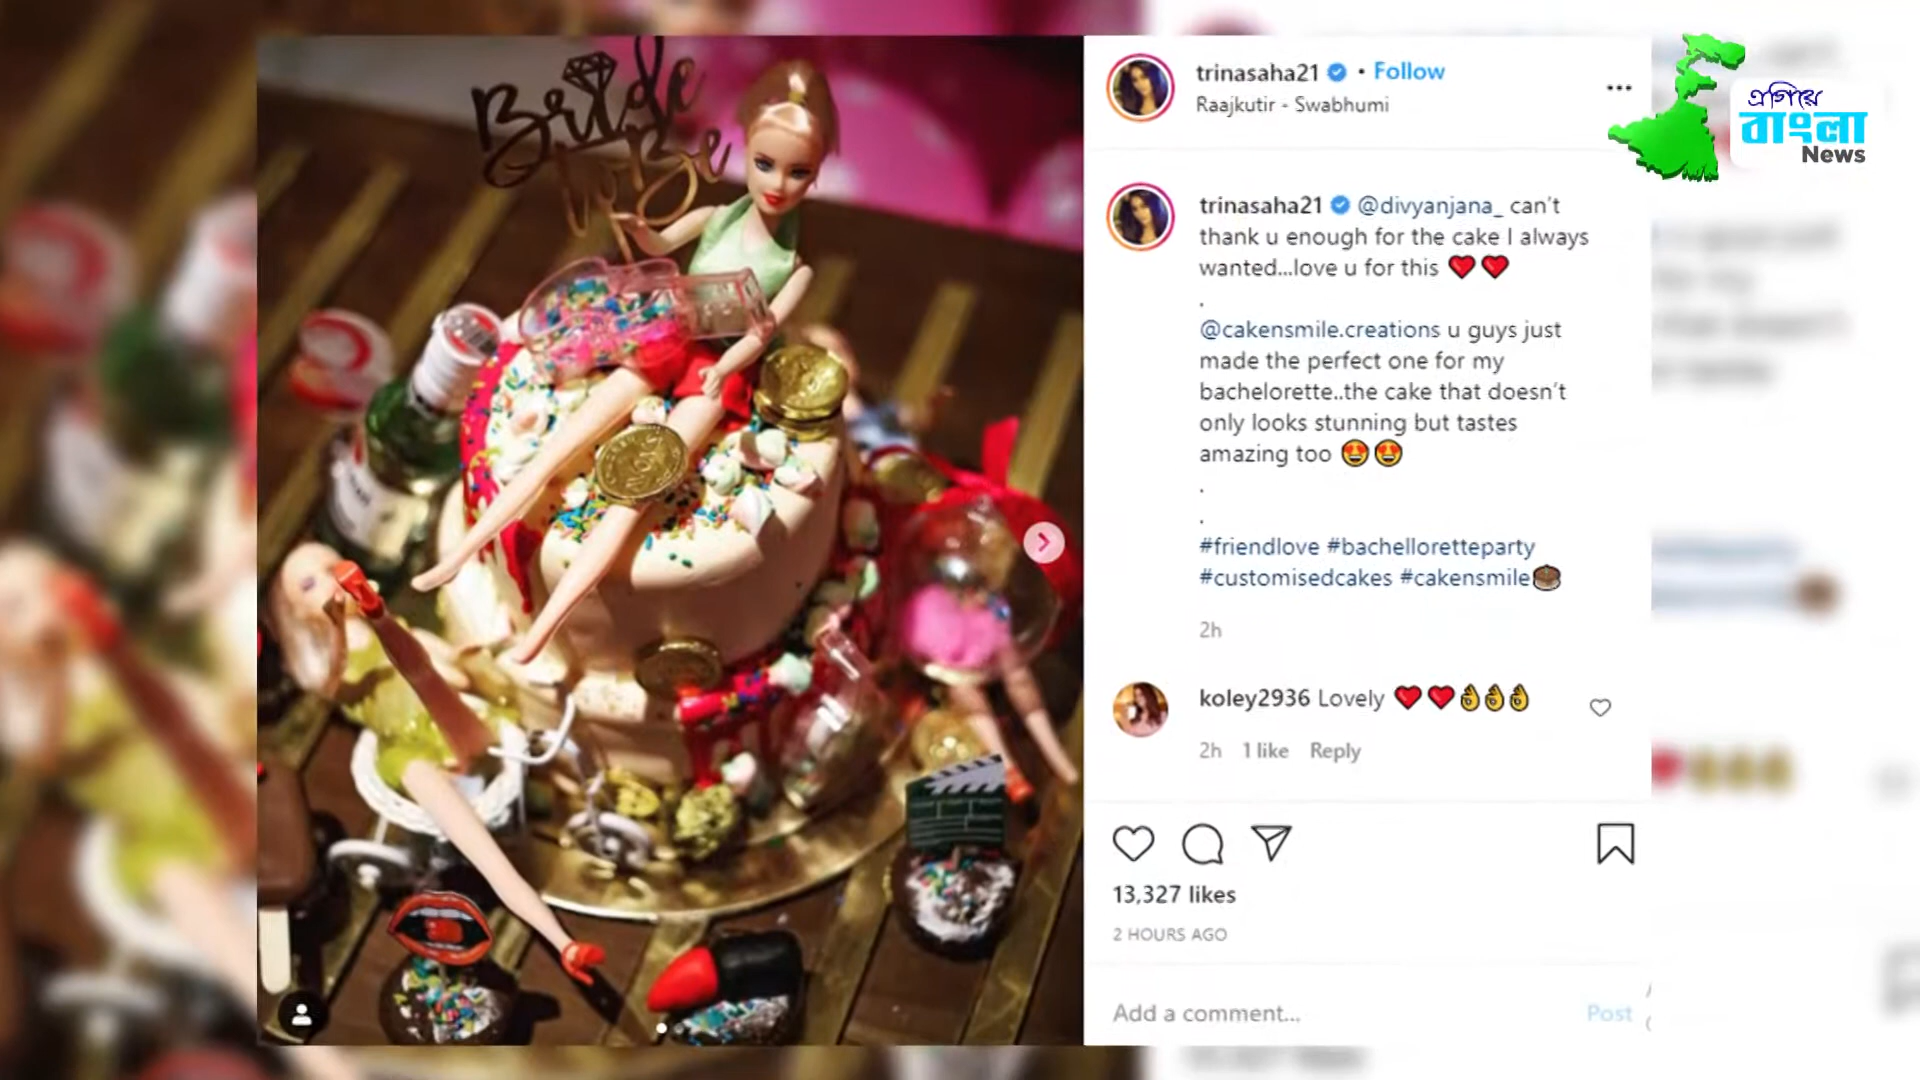 Bride
to Be
trinasaha21 • Follow
Raajkutir - Swabhumi
এগিয়ে
বাংলা
News
trinasaha21 @divyanjana_ can't
thank u enough for the cake I always
wanted...love u for this ❤️❤️
.
@cakensmile.creations u guys just
made the perfect one for my
bachelorette..the cake that doesn't
only looks stunning but tastes
amazing too 😍😍
.
.
#friendlove #bachelloretteparty
#customisedcakes #cakensmile🎂
2h
koley2936 Lovely ❤️❤️👌👌👌
2h 1 like Reply
13,327 likes
2 HOURS AGO
Add a comment...
Post